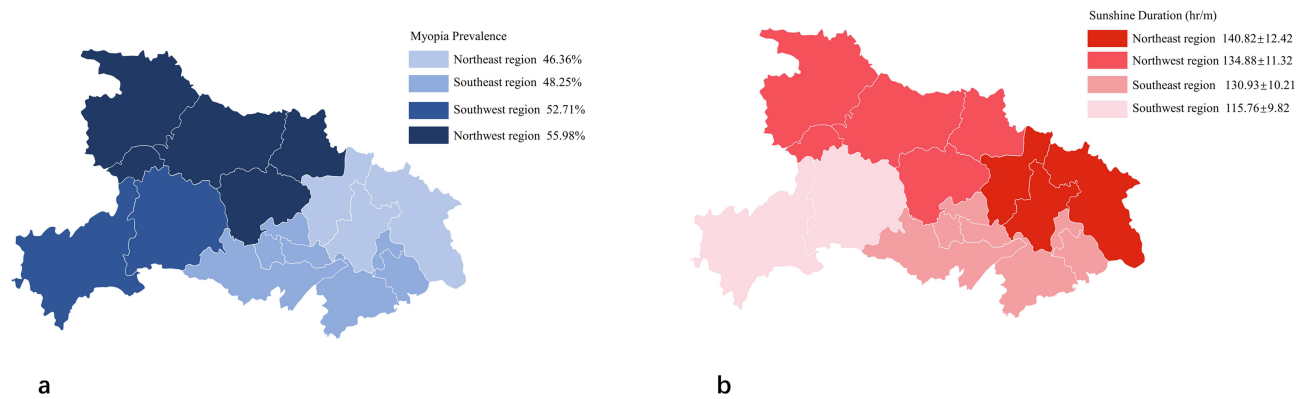 Myopia Prevalence
Northeast region 46.36%
Southeast region 48.25%
Southwest region 52.71%
Northwest region 55.98%
a
Sunshine Duration (hr/m)
Northeast region 140.82±12.42
Northwest region 134.88±11.32
Southeast region 130.93±10.21
Southwest region 115.76±9.82
b